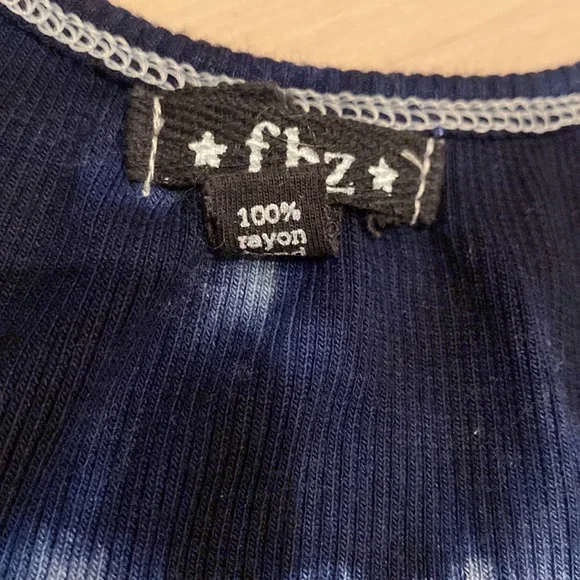 ★ fbz ★
100%
rayon